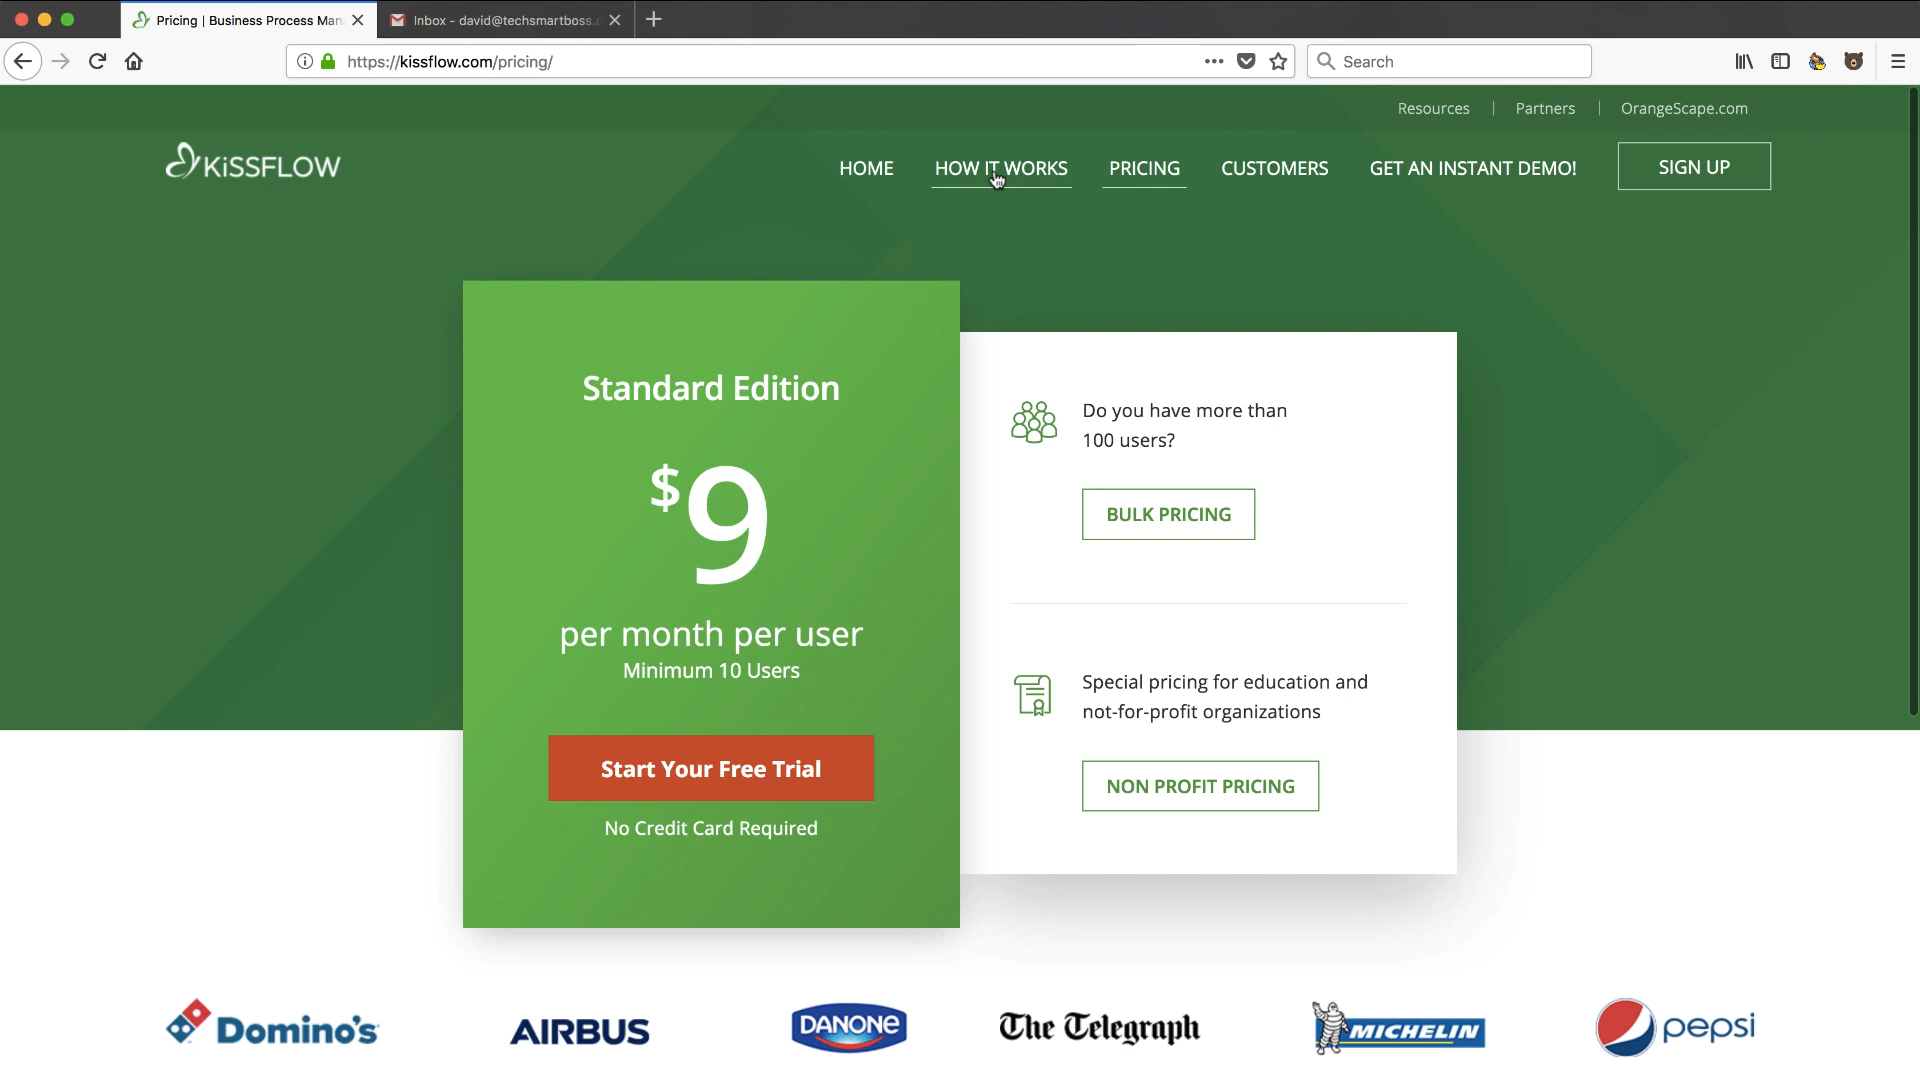 Pricing | Business Process Man
Inbox - david@techsmartboss.c
https://kissflow.com/pricing/
Search
Resources
Partners
OrangeScape.com
KiSSFLOW
HOME
HOW IT WORKS
PRICING
CUSTOMERS
GET AN INSTANT DEMO!
SIGN UP
Standard Edition
$9
per month per user
Minimum 10 Users
Start Your Free Trial
No Credit Card Required
Do you have more than
100 users?
BULK PRICING
Special pricing for education and
not-for-profit organizations
NON PROFIT PRICING
Domino's
AIRBUS
DANONE
The Telegraph
MICHELIN
pepsi